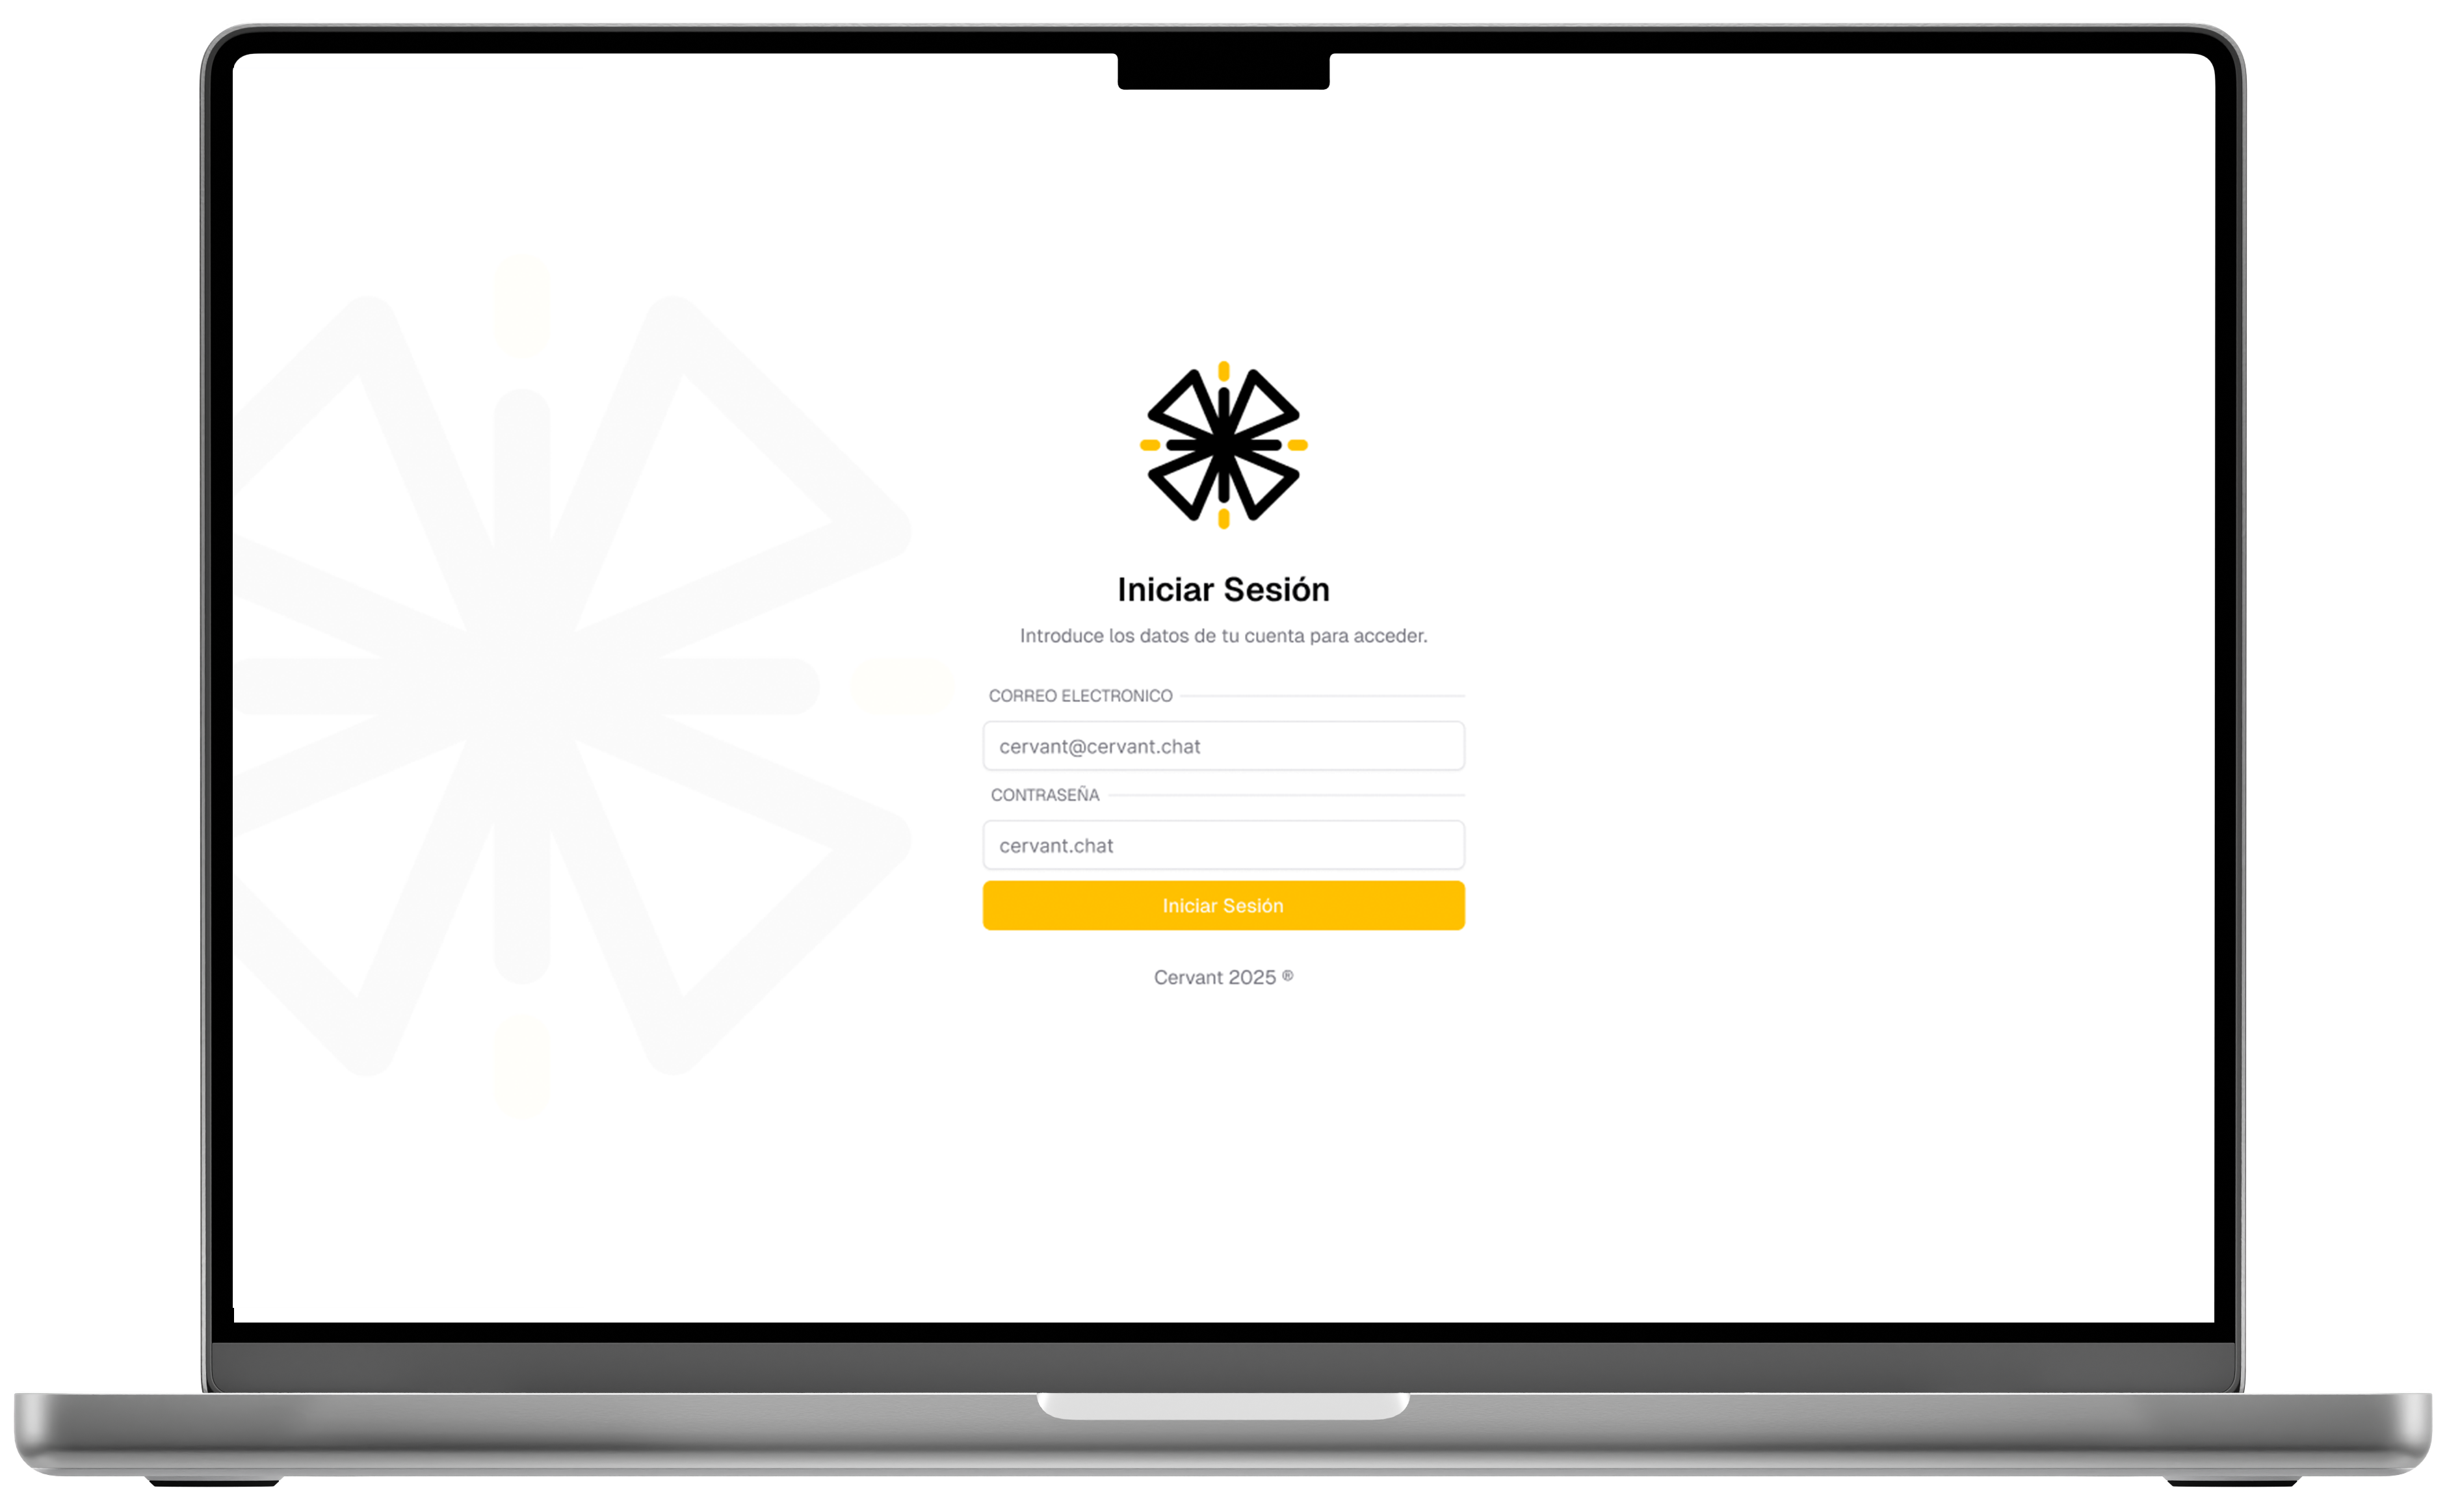 Iniciar Sesión
Introduce los datos de tu cuenta para acceder.
CORREO ELECTRONICO
cervant@cervant.chat
CONTRASEÑA
cervant.chat
Iniciar Sesión
Cervant 2025 ®